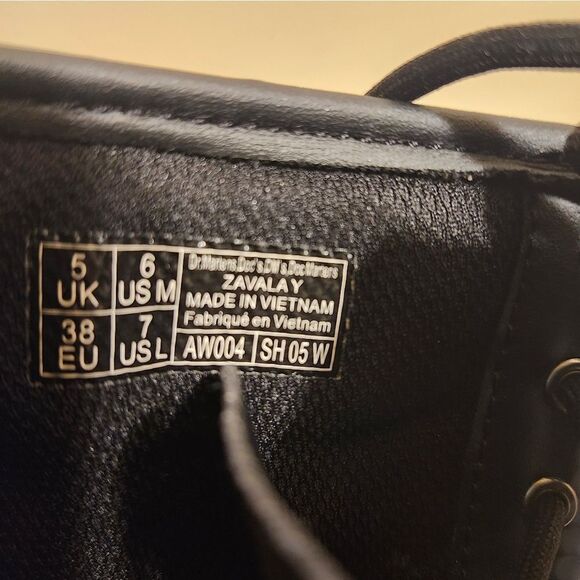 5
UK
6
US M
38
EU
7
US L
Dr.Martens,Doc's,DM's,Doc Martens
ZAVALA Y
MADE IN VIETNAM
Fabriqué en Vietnam
AW004
SH 05 W